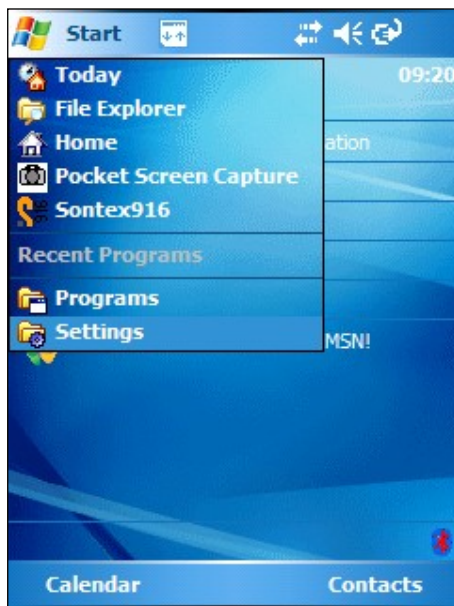 Start
Today
09:20
File Explorer
Home
ation
Pocket Screen Capture
Sontex916
Recent Programs
Programs
Settings
MSN!
Calendar
Contacts